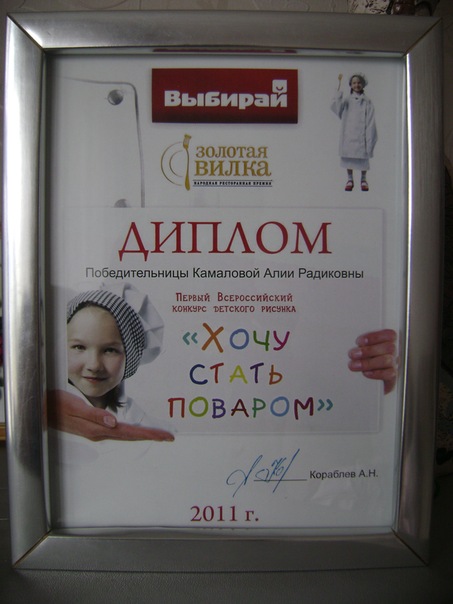 Выбирай
ЗОЛОТАЯ
ВИЛКА
НАРОДНАЯ РЕСТОРАННАЯ ПРЕМИЯ
ДИПЛОМ
Победительницы Камаловой Алии Радиковны
Первый Всероссийский
конкурс детского рисунка
«Хочу
стать
поваром»
Кораблев А.Н.
2011 г.